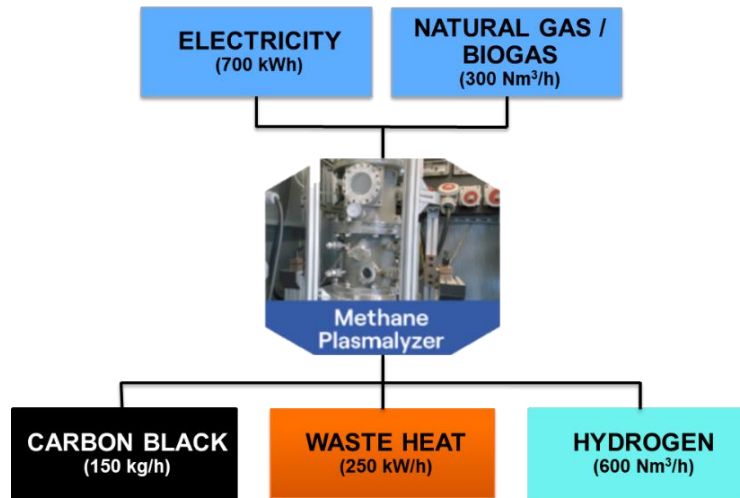 ELECTRICITY
(700 kWh)
NATURAL GAS /
BIOGAS
(300 Nm³/h)
Methane
Plasmalyzer
CARBON BLACK
(150 kg/h)
WASTE HEAT
(250 kW/h)
HYDROGEN
(600 Nm³/h)